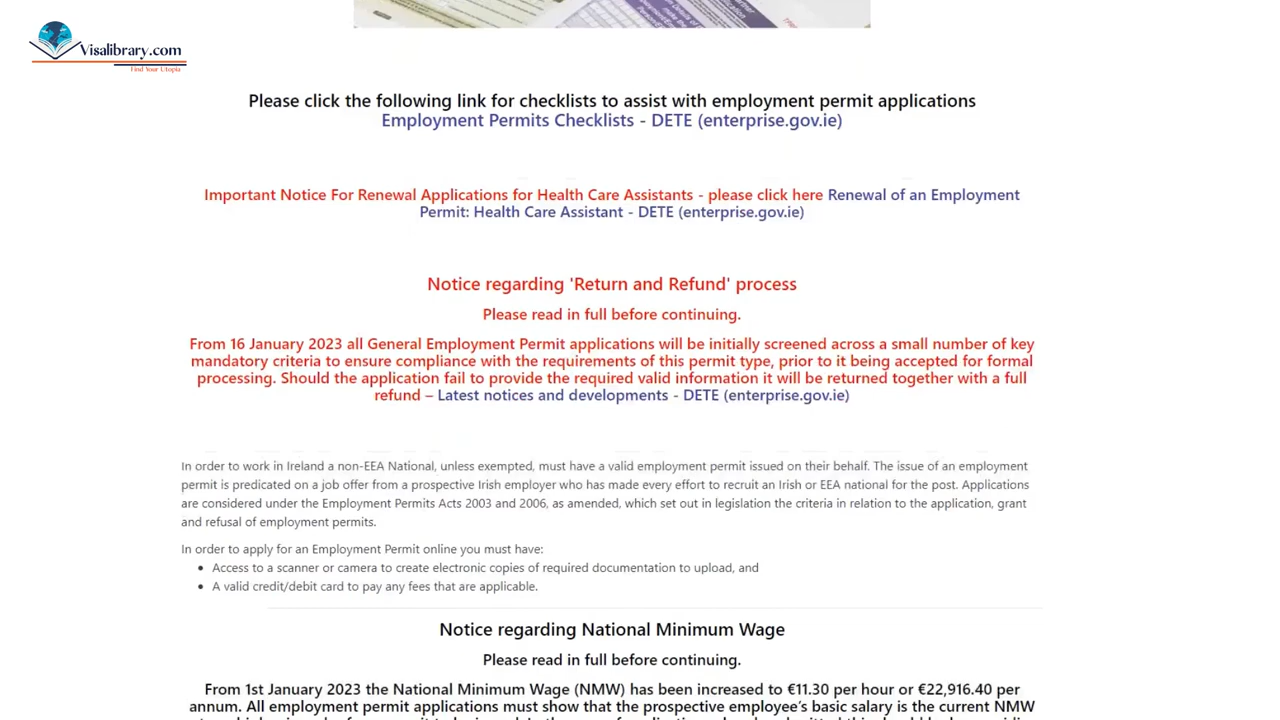 Visalibrary.com
Find Your Utopia
Please click the following link for checklists to assist with employment permit applications
Employment Permits Checklists - DETE (enterprise.gov.ie)
Important Notice For Renewal Applications for Health Care Assistants - please click here Renewal of an Employment
Permit: Health Care Assistant - DETE (enterprise.gov.ie)
Notice regarding 'Return and Refund' process
Please read in full before continuing.
From 16 January 2023 all General Employment Permit applications will be initially screened across a small number of key
mandatory criteria to ensure compliance with the requirements of this permit type, prior to it being accepted for formal
processing. Should the application fail to provide the required valid information it will be returned together with a full
refund – Latest notices and developments - DETE (enterprise.gov.ie)
In order to work in Ireland a non-EEA National, unless exempted, must have a valid employment permit issued on their behalf. The issue of an employment
permit is predicated on a job offer from a prospective Irish employer who has made every effort to recruit an Irish or EEA national for the post. Applications
are considered under the Employment Permits Acts 2003 and 2006, as amended, which set out in legislation the criteria in relation to the application, grant
and refusal of employment permits.
In order to apply for an Employment Permit online you must have:
• Access to a scanner or camera to create electronic copies of required documentation to upload, and
• A valid credit/debit card to pay any fees that are applicable.
Notice regarding National Minimum Wage
Please read in full before continuing.
From 1st January 2023 the National Minimum Wage (NMW) has been increased to €11.30 per hour or €22,916.40 per
annum. All employment permit applications must show that the prospective employee's basic salary is the current NMW